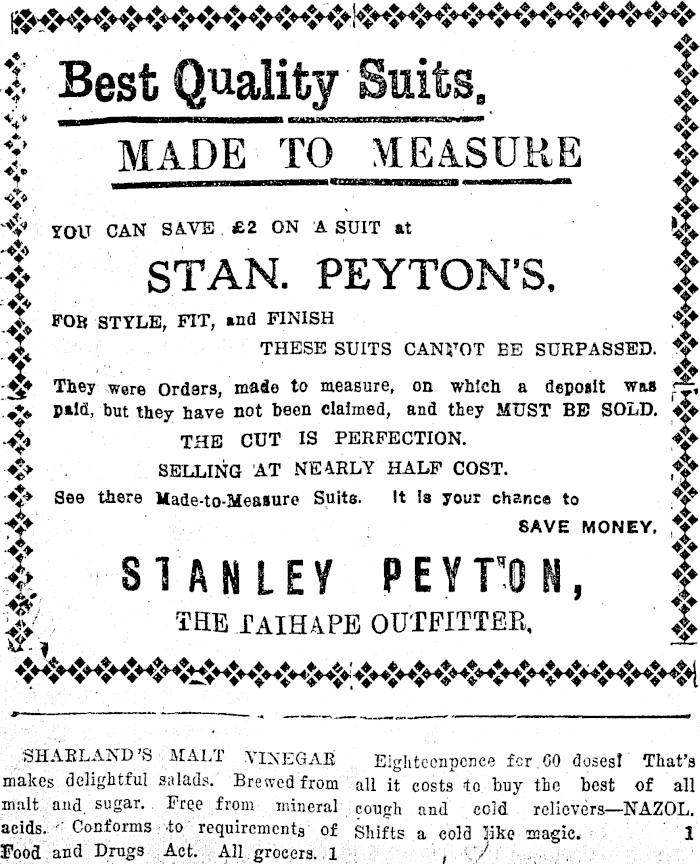 Best Quality Suits.
MADE TO MEASURE
YOU CAN SAVE £2 ON A SUIT at
STAN. PEYTON'S.
FOR STYLE, FIT, and FINISH
THESE SUITS CANNOT BE SURPASSED.
They were Orders, made to measure, on which a deposit was
paid, but they have not been claimed, and they MUST BE SOLD.
THE CUT IS PERFECTION.
SELLING AT NEARLY HALF COST.
See there Made-to-Measure Suits. It is your chance to
SAVE MONEY.
STANLEY PEYTON,
THE TAIHAPE OUTFITTER.
SHARLAND'S MALT VINEGAR
makes delightful salads. Brewed from
malt and sugar. Free from mineral
acids. Conforms to requirements of
Food and Drugs Act. All grocers. 1
Eighteenpence for 60 doses! That's
all it costs to buy the best of all
cough and cold relievers—NAZOL.
Shifts a cold like magic. 1